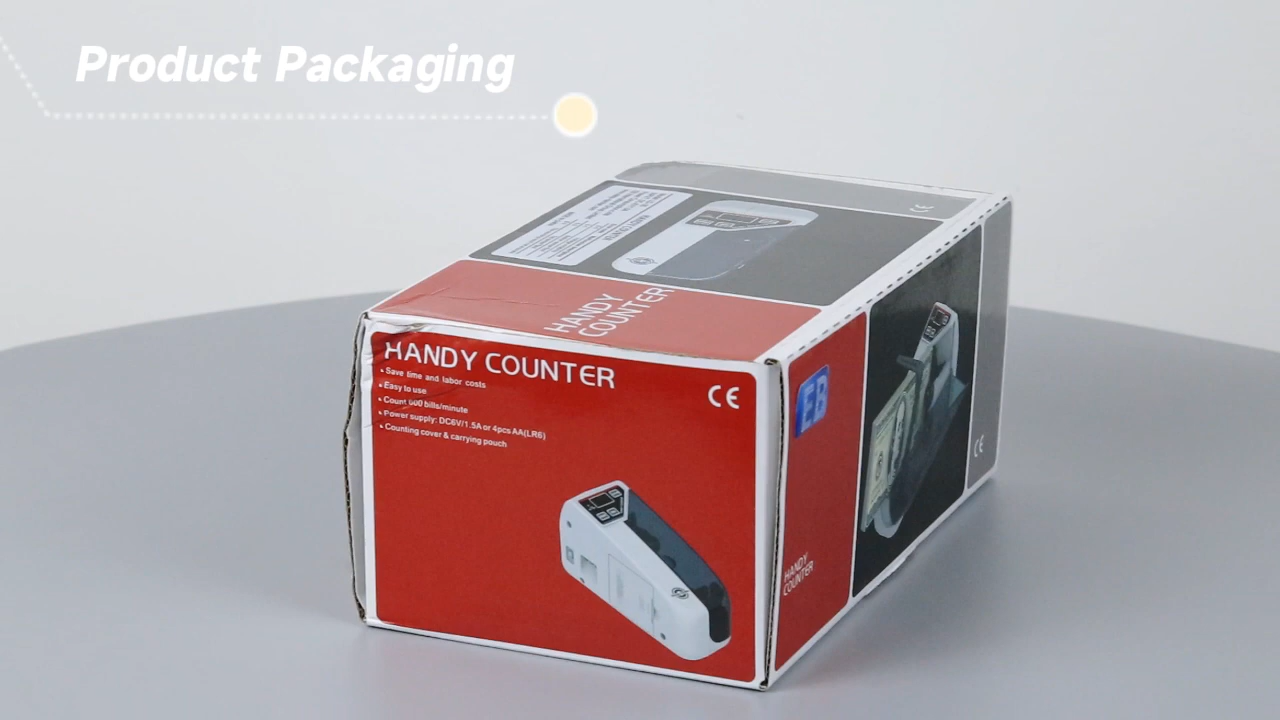 Product Packaging
HANDY
COUNTER
CE
HANDY COUNTER
• Save time and labor costs
• Easy to use
• Count 600 bills/minute
• Power supply: DC6V/1.5A or 4pcs AA(LR6)
• Counting cover & carrying pouch
CE
EB
CE
HANDY
COUNTER